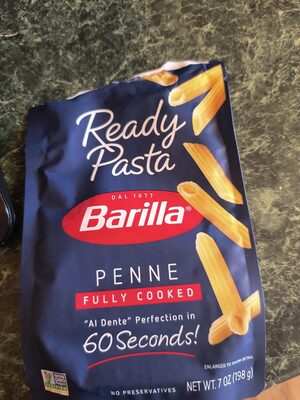 Ready
Pasta
DAL 1877
Barilla®
PENNE
FULLY COOKED
"Al Dente" Perfection in
60 Seconds!
ENLARGED TO SHOW DETAIL
NO PRESERVATIVES
NET WT. 7 OZ (198 g)